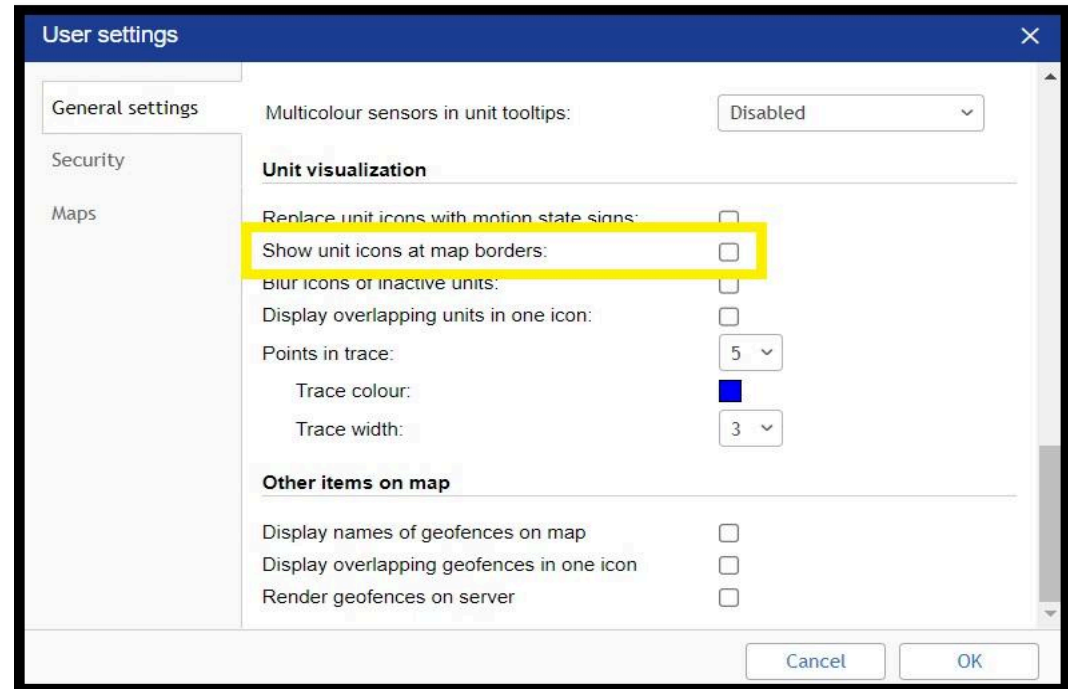 User settings
General settings
Security
Maps
Multicolour sensors in unit tooltips: Disabled
Unit visualization
Replace unit icons with motion state signs:
Show unit icons at map borders:
Blur icons of inactive units:
Display overlapping units in one icon:
Points in trace: 5
Trace colour:
Trace width: 3
Other items on map
Display names of geofences on map
Display overlapping geofences in one icon
Render geofences on server
Cancel OK